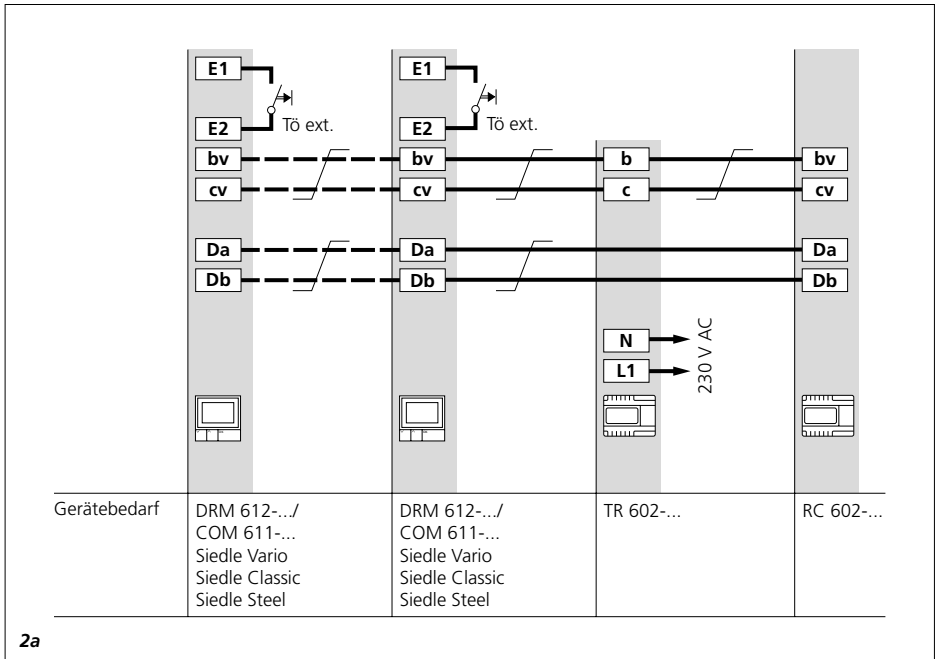 E1
E1
E2
Tö ext.
E2
Tö ext.
bv
bv
b
bv
cv
cv
c
cv
Da
Da
Da
Db
Db
Db
N
L1
230 V AC
Gerätebedarf
DRM 612-.../
COM 611-...
Siedle Vario
Siedle Classic
Siedle Steel
DRM 612-.../
COM 611-...
Siedle Vario
Siedle Classic
Siedle Steel
TR 602-...
RC 602-...
2a